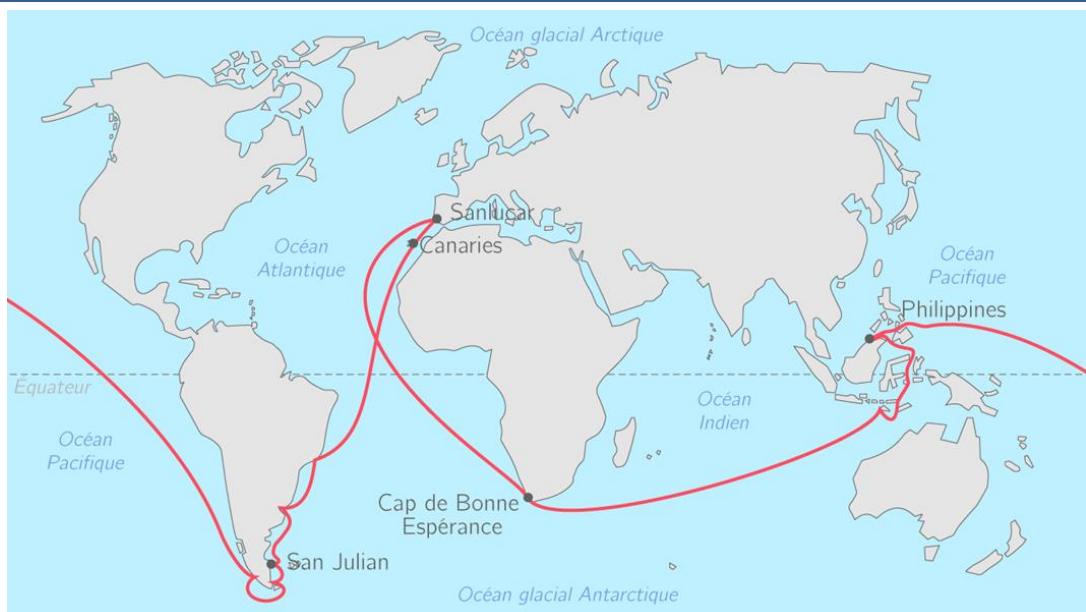 Océan glacial Arctique
Sanlucar
Canaries
Océan
Atlantique
Océan
Pacifique
Philippines
Équateur
Océan
Indien
Océan
Pacifique
Cap de Bonne
Espérance
San Julian
Océan glacial Antarctique